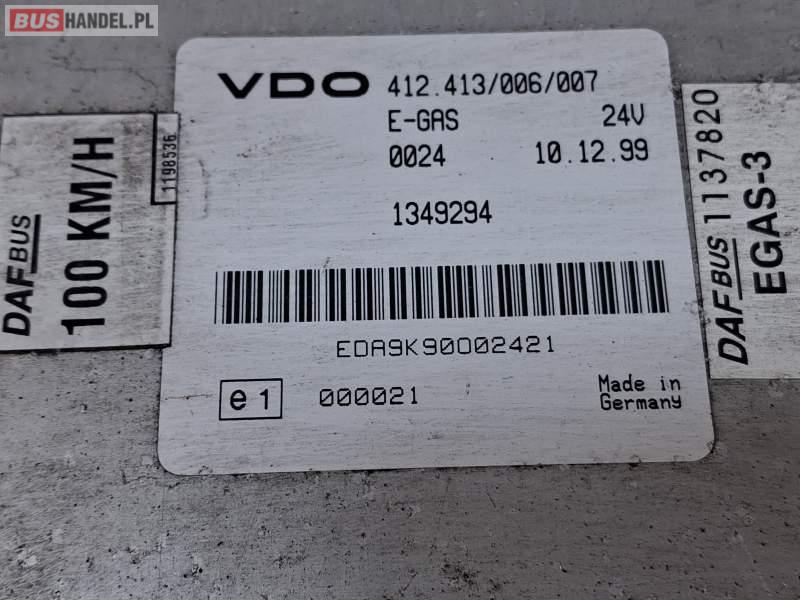 BUSHANDEL.PL
VDO 412.413/006/007
E-GAS 24V
0024 10.12.99
1349294
EDA9K90002421
e1 000021
Made in
Germany
DAF BUS
100 KM/H
1198536
DAF BUS 1137820
EGAS-3